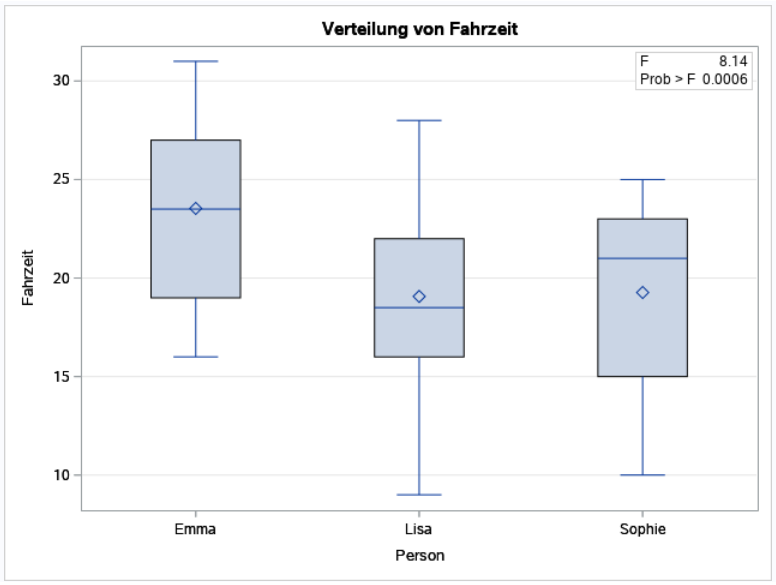 Verteilung von Fahrzeit
F 8.14
Prob > F 0.0006
Fahrzeit
30
25
20
15
10
Emma Lisa Sophie
Person